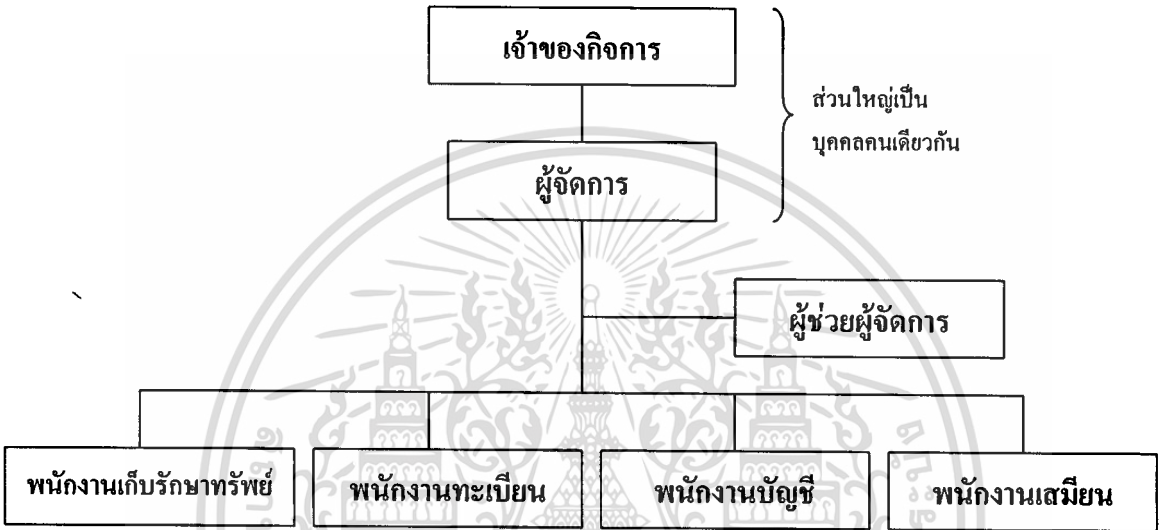 เจ้าของกิจการ
ส่วนใหญ่เป็น
บุคคลคนเดียวกัน
ผู้จัดการ
ผู้ช่วยผู้จัดการ
พนักงานเก็บรักษาทรัพย์
พนักงานทะเบียน
พนักงานบัญชี
พนักงานเสมียน